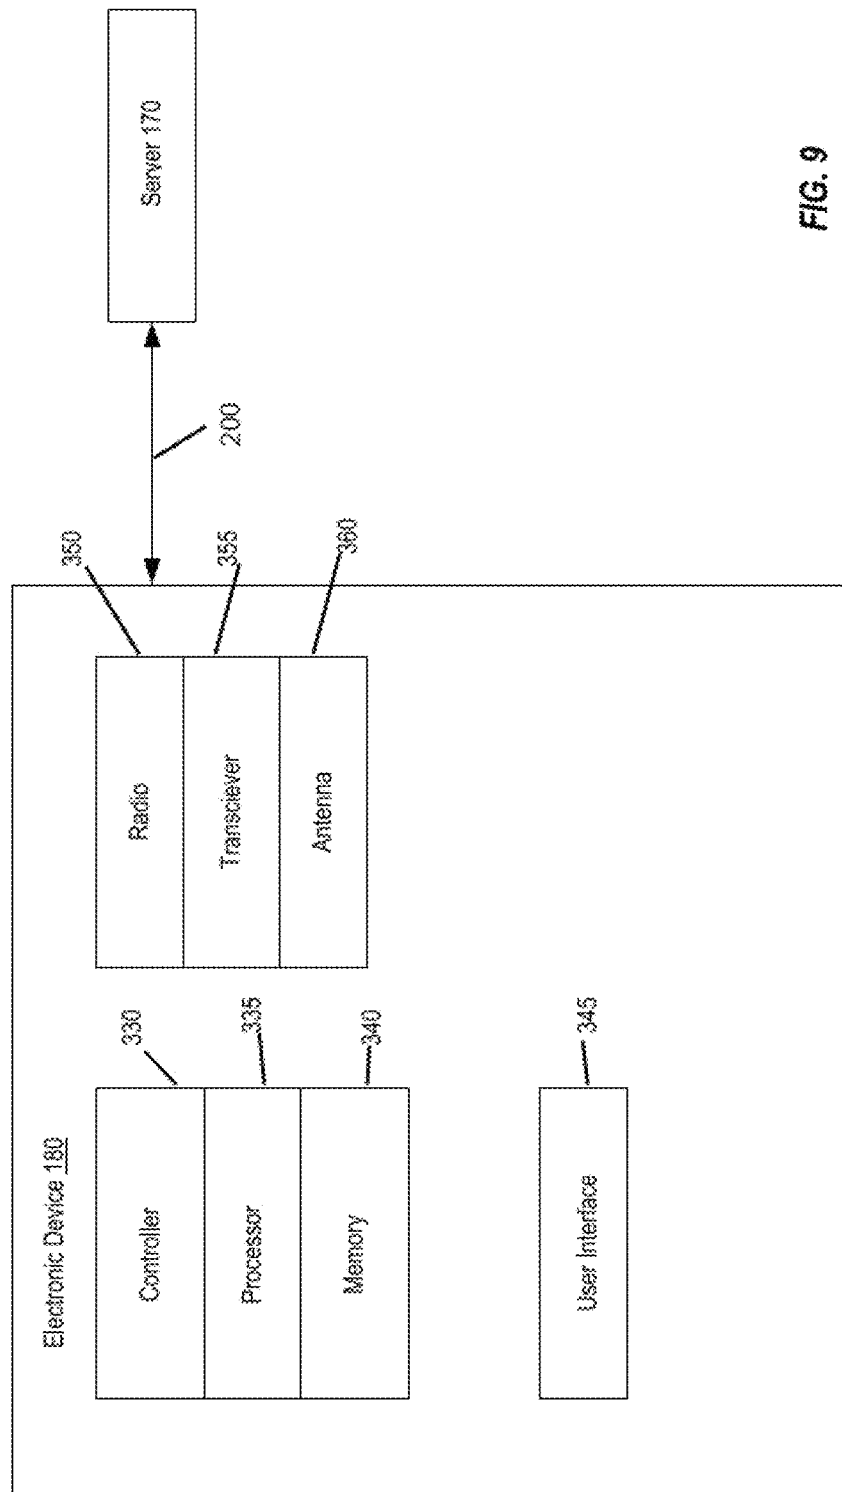 Electronic Device 180
Controller
330
Processor
335
Memory
340
User Interface
345
Radio
350
Transciever
355
Antenna
360
200
Server 170
FIG. 9